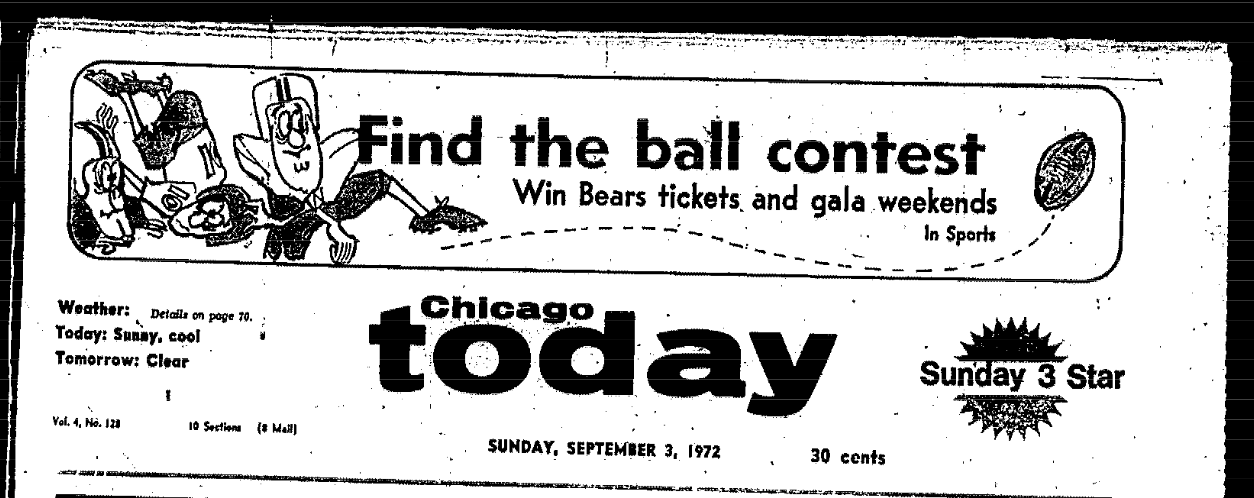 Find the ball contest
Win Bears tickets and gala weekends
In Sports
Weather: Details on page 70.
Today: Sunny, cool
Tomorrow: Clear
Chicago
today
Sunday 3 Star
Vol. 4, No. 128 10 Sections (8 Mail)
SUNDAY, SEPTEMBER 3, 1972 30 cents